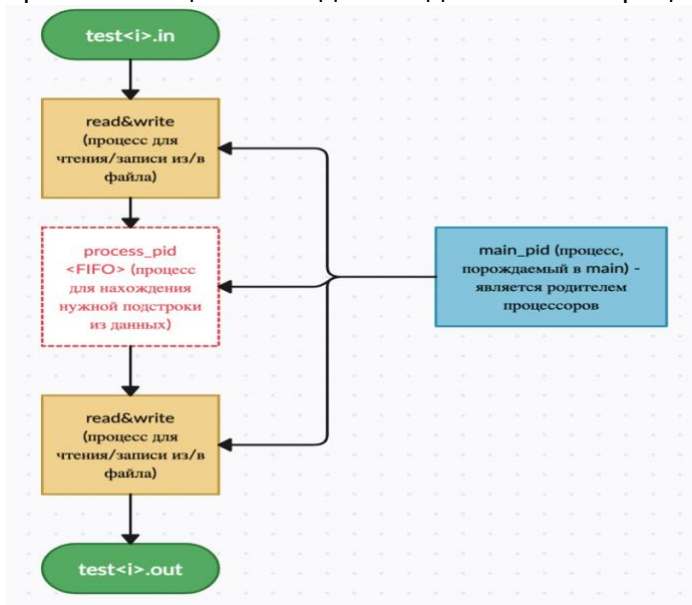 test<i>.in
read&write
(процесс для
чтения/записи из/в
файла)
process_pid
<FIFO> (процесс
для нахождения
нужной подстроки
из данных)
main_pid (процесс,
порождаемый в main) -
является родителем
процессоров
read&write
(процесс для
чтения/записи из/в
файла)
test<i>.out